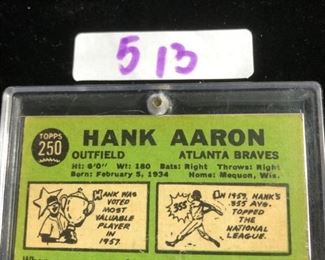 513
TOPPS
250
HANK AARON
OUTFIELD ATLANTA BRAVES
Ht: 6'0" Wt: 180 Bats: Right Throws: Right
Born: February 5, 1934 Home: Mequon, Wis.
HANK WAS
VOTED
MOST
VALUABLE
PLAYER
IN
1957.
IN 1959, HANK'S
.355 AVG.
TOPPED
THE
NATIONAL
LEAGUE.
355